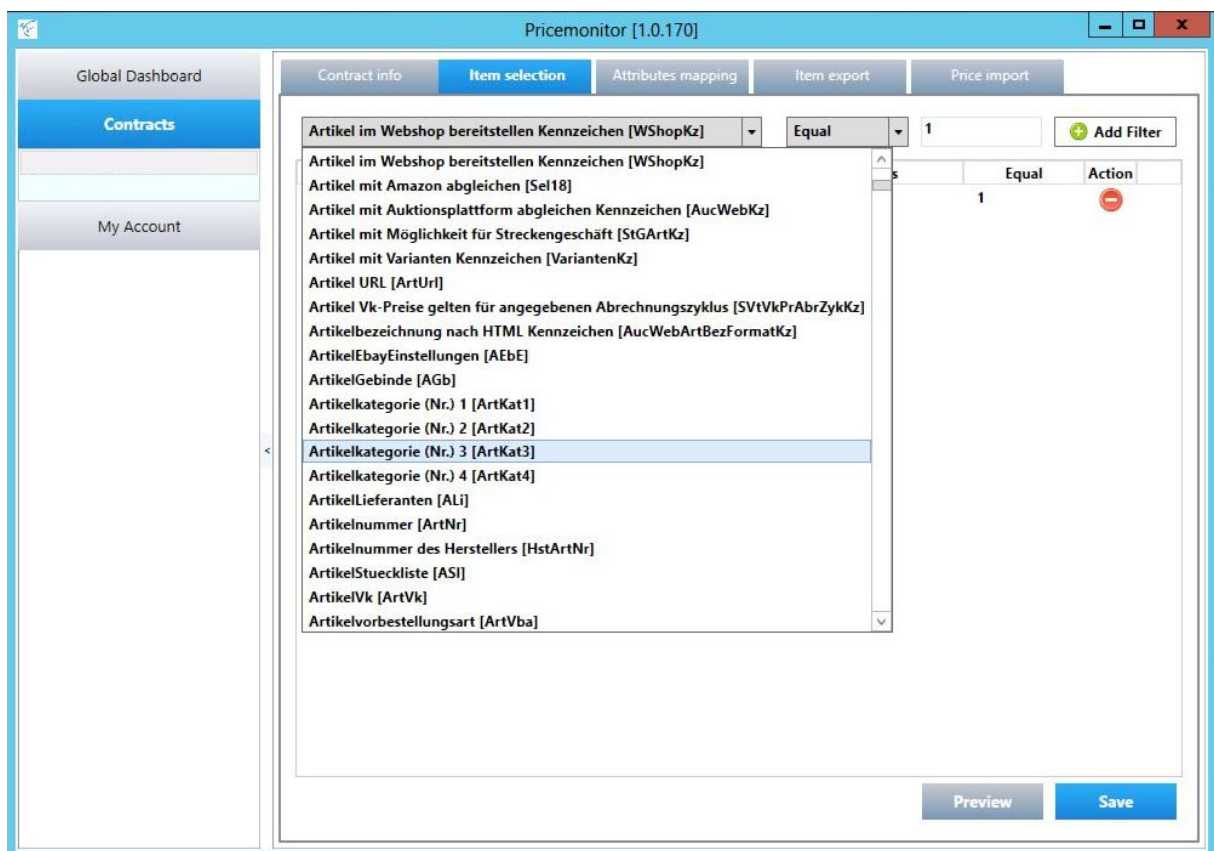 Pricemonitor [1.0.170]
Global Dashboard
Contracts
My Account
Contract info
Item selection
Attributes mapping
Item export
Price import
Artikel im Webshop bereitstellen Kennzeichen [WShopKz]
Equal
1
Add Filter
Artikel im Webshop bereitstellen Kennzeichen [WShopKz]
Artikel mit Amazon abgleichen [Sel18]
Artikel mit Auktionsplattform abgleichen Kennzeichen [AucWebKz]
Artikel mit Möglichkeit für Streckengeschäft [StGArtKz]
Artikel mit Varianten Kennzeichen [VariantenKz]
Artikel URL [ArtUrl]
Artikel Vk-Preise gelten für angegebenen Abrechnungszyklus [SVtVkPrAbrZykKz]
Artikelbezeichnung nach HTML Kennzeichen [AucWebArtBezFormatKz]
ArtikelEbayEinstellungen [AEbE]
ArtikelGebinde [AGb]
Artikelkategorie (Nr.) 1 [ArtKat1]
Artikelkategorie (Nr.) 2 [ArtKat2]
Artikelkategorie (Nr.) 3 [ArtKat3]
Artikelkategorie (Nr.) 4 [ArtKat4]
ArtikelLieferanten [ALi]
Artikelnummer [ArtNr]
Artikelnummer des Herstellers [HstArtNr]
ArtikelStueckliste [ASl]
ArtikelVk [ArtVk]
Artikelvorbestellungsart [ArtVba]
s
Equal
Action
1
Preview
Save